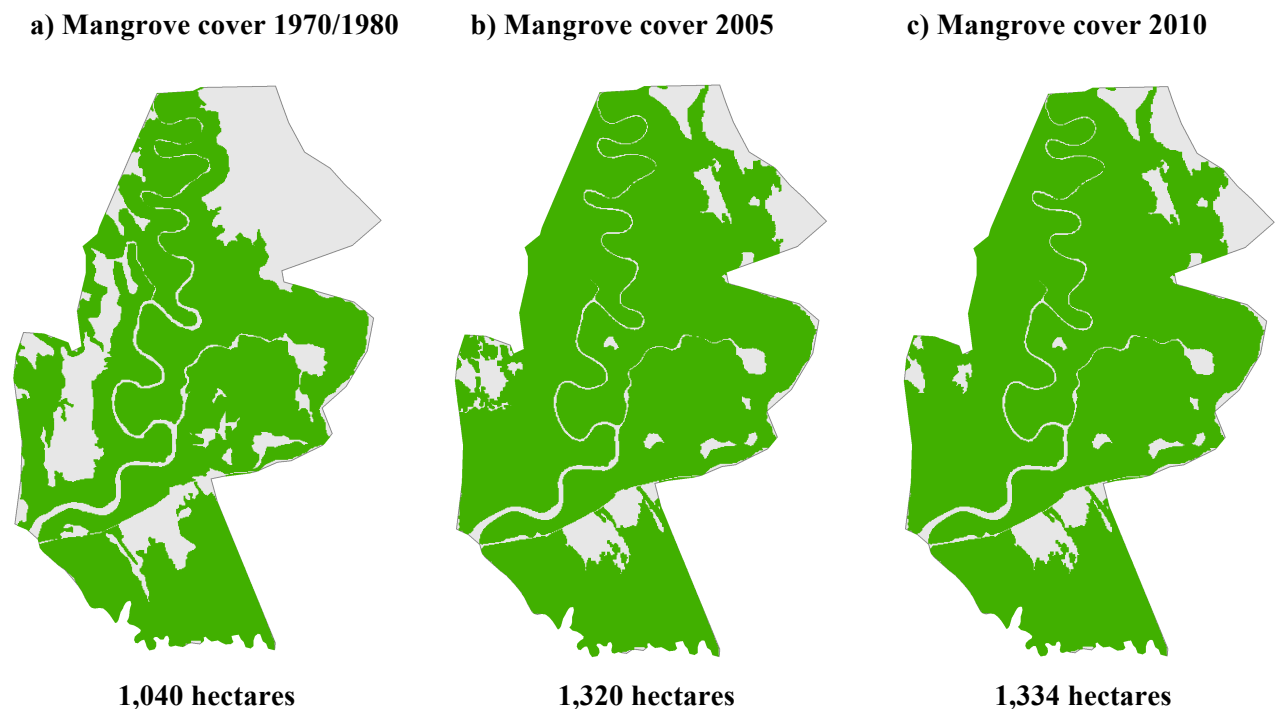 a) Mangrove cover 1970/1980
b) Mangrove cover 2005
c) Mangrove cover 2010
1,040 hectares
1,320 hectares
1,334 hectares